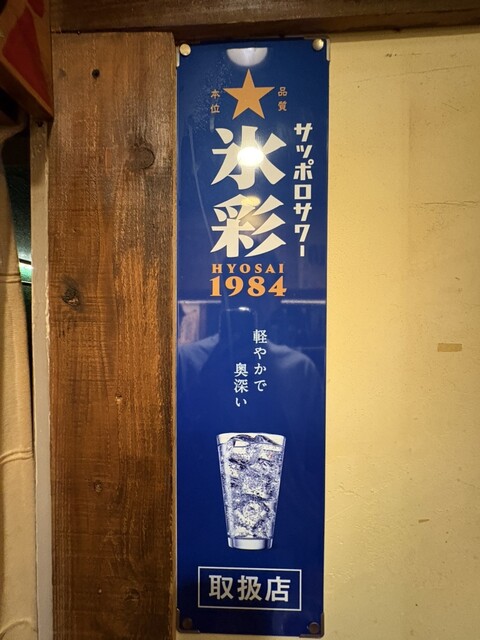 品質
本位
サッポロサワー
氷彩
HYOSAI
1984
軽やかで
奥深い
取扱店